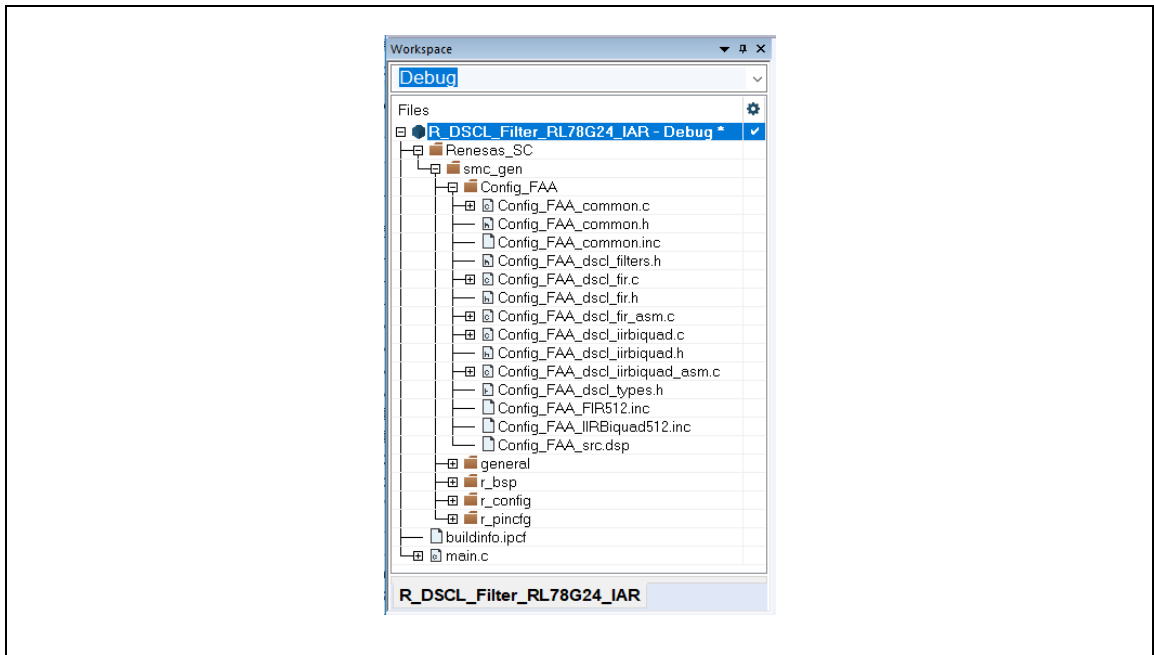 Workspace
Debug
Files
R_DSCL_Filter_RL78G24_IAR - Debug *
Renesas_SC
smc_gen
Config_FAA
Config_FAA_common.c
Config_FAA_common.h
Config_FAA_common.inc
Config_FAA_dscl_filters.h
Config_FAA_dscl_fir.c
Config_FAA_dscl_fir.h
Config_FAA_dscl_fir_asm.c
Config_FAA_dscl_iirbiquad.c
Config_FAA_dscl_iirbiquad.h
Config_FAA_dscl_iirbiquad_asm.c
Config_FAA_dscl_types.h
Config_FAA_FIR512.inc
Config_FAA_IIRBiquad512.inc
Config_FAA_src.dsp
general
r_bsp
r_config
r_pincfg
buildinfo.ipcf
main.c
R_DSCL_Filter_RL78G24_IAR